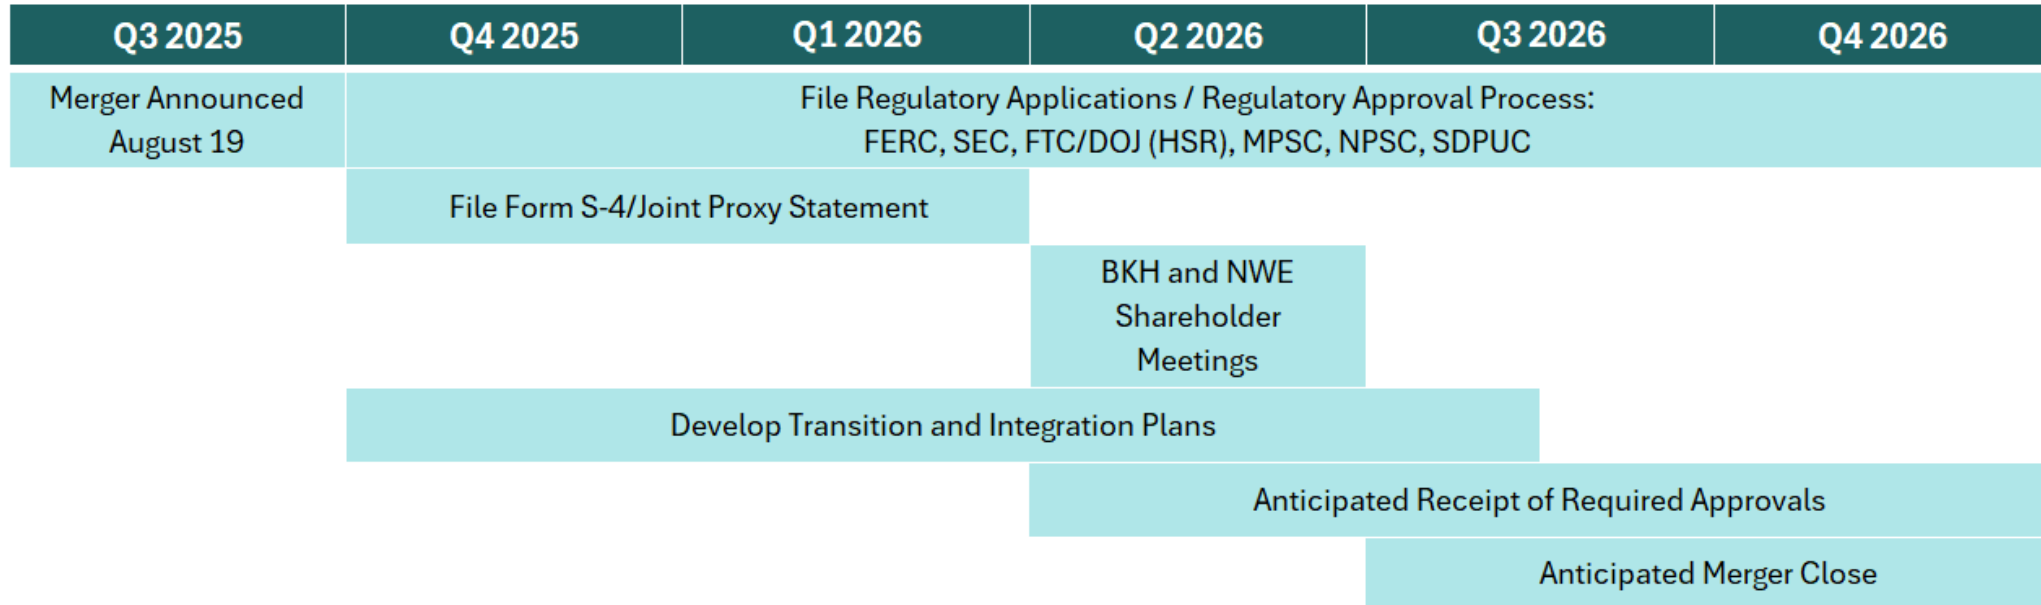 Q3 2025 Q4 2025 Q1 2026 Q2 2026 Q3 2026 Q4 2026
Merger Announced
August 19
File Regulatory Applications / Regulatory Approval Process:
FERC, SEC, FTC/DOJ (HSR), MPSC, NPSC, SDPUC
File Form S-4/Joint Proxy Statement
BKH and NWE
Shareholder
Meetings
Develop Transition and Integration Plans
Anticipated Receipt of Required Approvals
Anticipated Merger Close